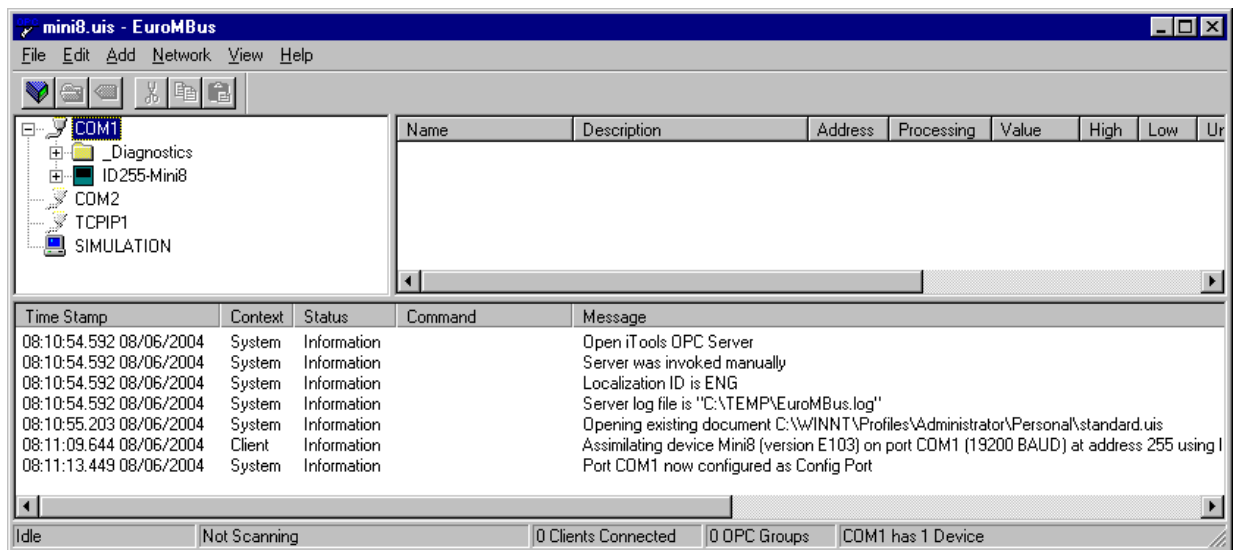 mini8.uis - EuroMBus
File Edit Add Network View Help
COM1
_Diagnostics
ID255-Mini8
COM2
TCPIP1
SIMULATION
Name Description Address Processing Value High Low Ur
Time Stamp Context Status Command Message
08:10:54.592 08/06/2004 System Information Open iTools OPC Server
08:10:54.592 08/06/2004 System Information Server was invoked manually
08:10:54.592 08/06/2004 System Information Localization ID is ENG
08:10:54.592 08/06/2004 System Information Server log file is "C:\TEMP\EuroMBus.log"
08:10:55.203 08/06/2004 System Information Opening existing document C:\WINNT\Profiles\Administrator\Personal\standard.uis
08:11:09.644 08/06/2004 Client Information Assimilating device Mini8 (version E103) on port COM1 (19200 BAUD) at address 255 using I
08:11:13.449 08/06/2004 System Information Port COM1 now configured as Config Port
Idle Not Scanning 0 Clients Connected 0 OPC Groups COM1 has 1 Device